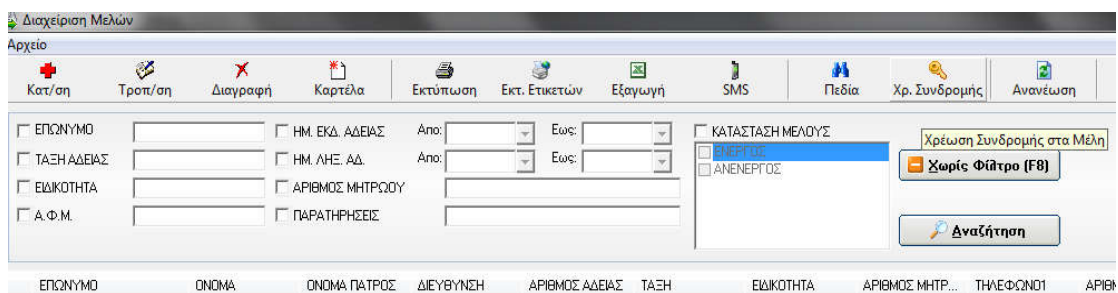 Διαχείριση Μελών
Αρχείο
Κατ/ση Τροπ/ση Διαγραφή Καρτέλα Εκτύπωση Εκτ. Ετικετών Εξαγωγή SMS Πεδία Χρ. Συνδρομής Ανανέωση
ΕΠΩΝΥΜΟ ΗΜ. ΕΚΔ. ΑΔΕΙΑΣ Απο: Εως: ΚΑΤΑΣΤΑΣΗ ΜΕΛΟΥΣ
Χρέωση Συνδρομής στα Μέλη
ΤΑΞΗ ΑΔΕΙΑΣ ΗΜ. ΛΗΞ. ΑΔ. Απο: Εως: ΕΝΕΡΓΟΣ
ΑΝΕΝΕΡΓΟΣ Χωρίς Φίλτρο (F8)
ΕΙΔΙΚΟΤΗΤΑ ΑΡΙΘΜΟΣ ΜΗΤΡΩΟΥ
Α.Φ.Μ. ΠΑΡΑΤΗΡΗΣΕΙΣ
Αναζήτηση
ΕΠΩΝΥΜΟ ΟΝΟΜΑ ΟΝΟΜΑ ΠΑΤΡΟΣ ΔΙΕΥΘΥΝΣΗ ΑΡΙΘΜΟΣ ΑΔΕΙΑΣ ΤΑΞΗ ΕΙΔΙΚΟΤΗΤΑ ΑΡΙΘΜΟΣ ΜΗΤΡ... ΤΗΛΕΦΩΝΟ1